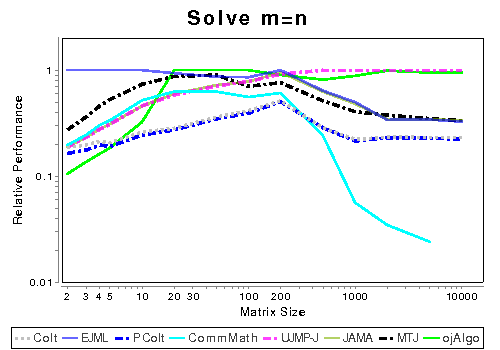 Solve m=n
Relative Performance
1
0.1
0.01
2 3 4 5 10 20 30 100 200 1000 10000
Matrix Size
Colt EJML PColt CommMath UJMP-J JAMA MTJ ojAlgo